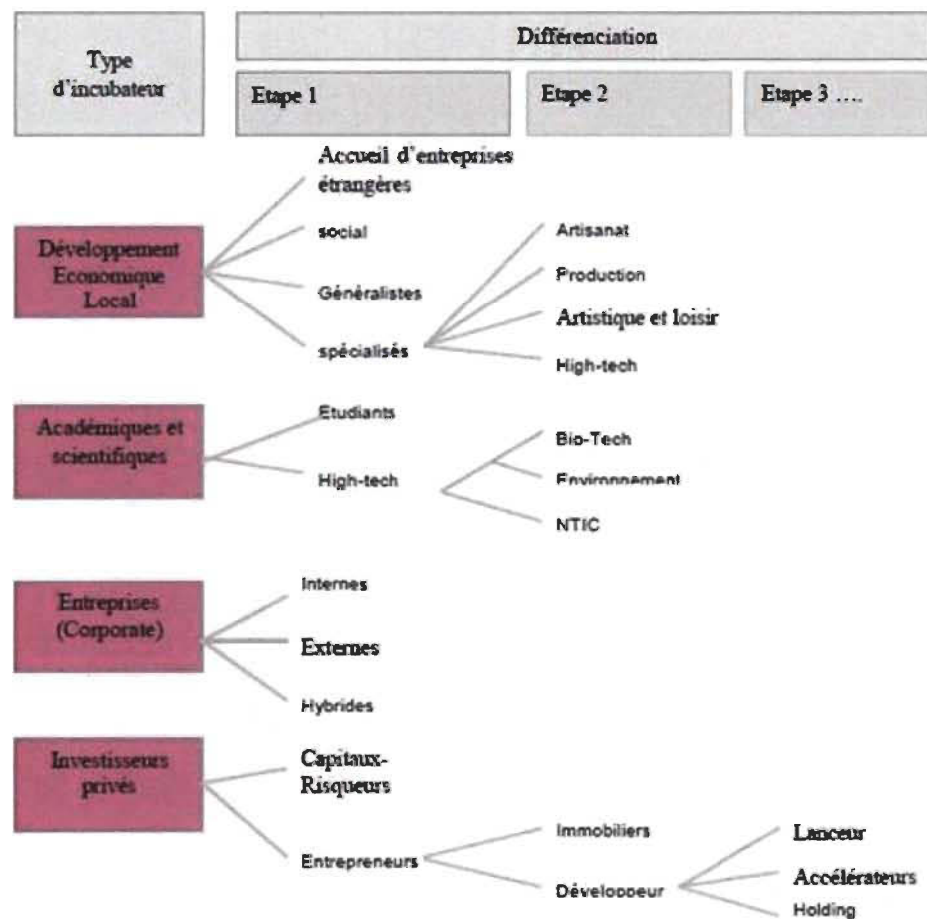 Type
d'incubateur
Différenciation
Etape 1
Etape 2
Etape 3 ....
Développement
Economique
Local
Accueil d'entreprises
étrangères
social
Généralistes
spécialisés
Artisanat
Production
Artistique et loisir
High-tech
Académiques et
scientifiques
Etudiants
High-tech
Bio-Tech
Environnement
NTIC
Entreprises
(Corporate)
Internes
Externes
Hybrides
Investisseurs
privés
Capitaux-
Risqueurs
Entrepreneurs
Immobiliers
Développeur
Lanceur
Accélérateurs
Holding